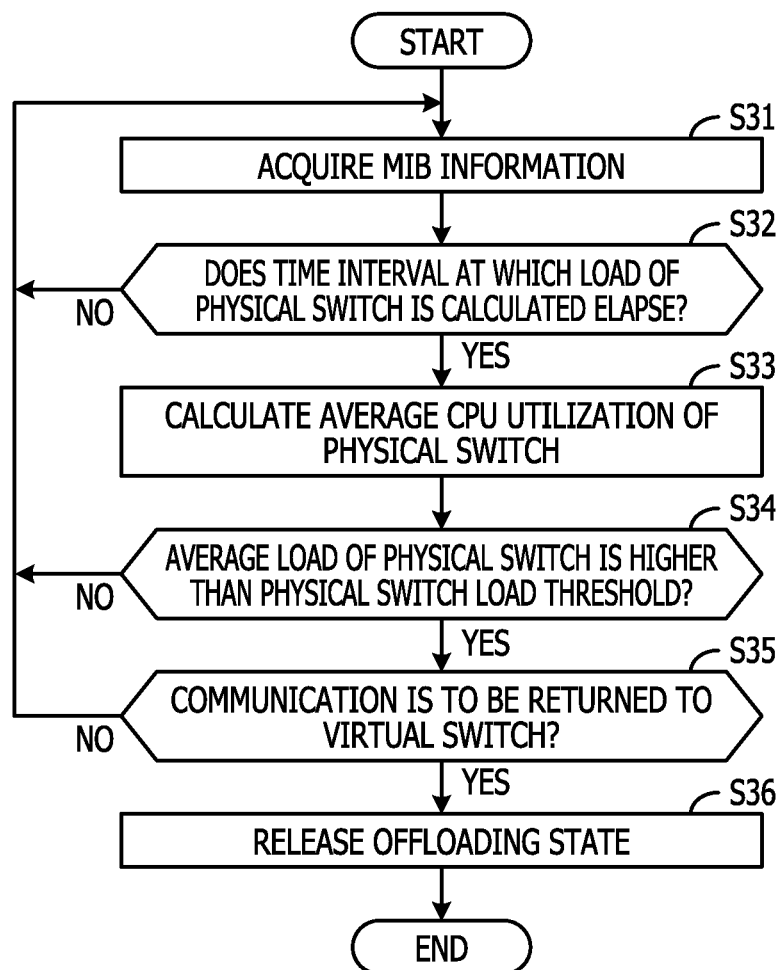 START
S31
ACQUIRE MIB INFORMATION
S32
DOES TIME INTERVAL AT WHICH LOAD OF
PHYSICAL SWITCH IS CALCULATED ELAPSE?
NO
YES
S33
CALCULATE AVERAGE CPU UTILIZATION OF
PHYSICAL SWITCH
S34
AVERAGE LOAD OF PHYSICAL SWITCH IS HIGHER
THAN PHYSICAL SWITCH LOAD THRESHOLD?
NO
YES
S35
COMMUNICATION IS TO BE RETURNED TO
VIRTUAL SWITCH?
NO
YES
S36
RELEASE OFFLOADING STATE
END